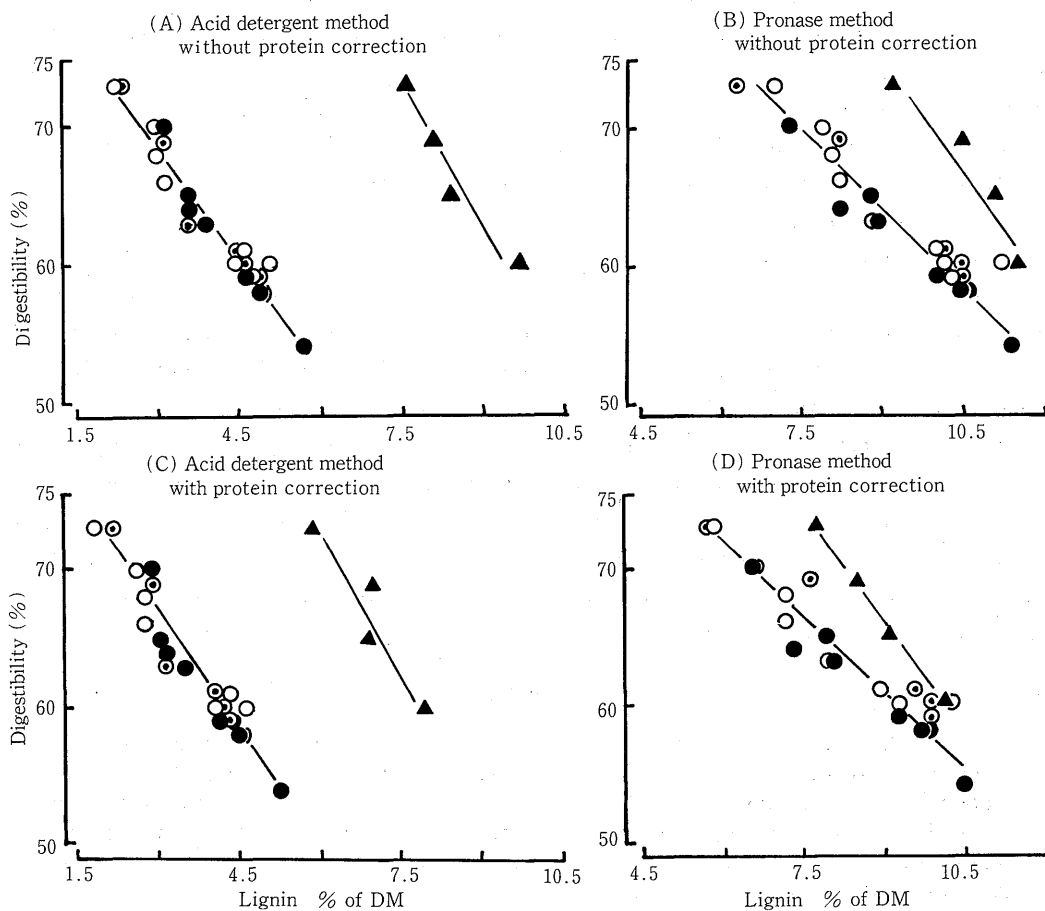 (A) Acid detergent method
without protein correction
75
70
60
50
Digestibility (%)
1.5
4.5
7.5
10.5
(B) Pronase method
without protein correction
75
70
60
50
4.5
7.5
10.5
(C) Acid detergent method
with protein correction
75
70
60
50
Digestibility (%)
1.5
4.5
7.5
10.5
Lignin % of DM
(D) Pronase method
with protein correction
75
70
60
50
4.5
7.5
10.5
Lignin % of DM